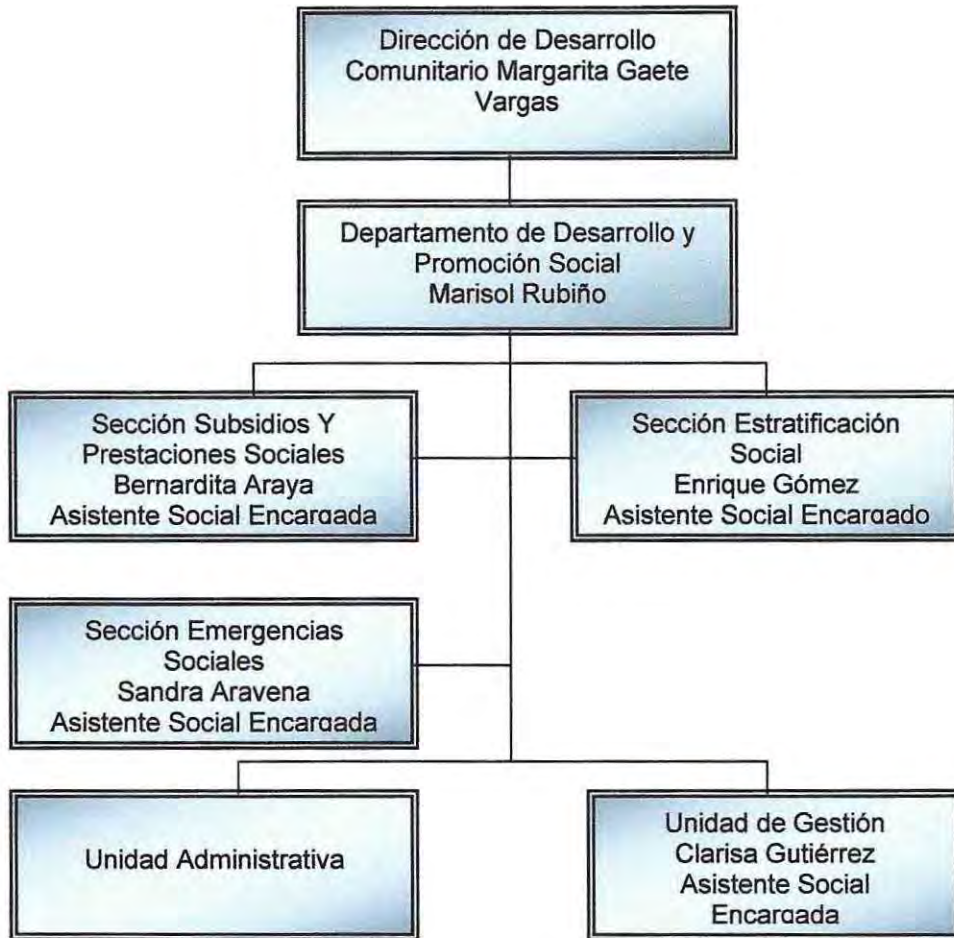 Dirección de Desarrollo
Comunitario Margarita Gaete
Vargas
Departamento de Desarrollo y
Promoción Social
Marisol Rubiño
Sección Subsidios Y
Prestaciones Sociales
Bernardita Araya
Asistente Social Encargada
Sección Estratificación
Social
Enrique Gómez
Asistente Social Encargado
Sección Emergencias
Sociales
Sandra Aravena
Asistente Social Encargada
Unidad Administrativa
Unidad de Gestión
Clarisa Gutiérrez
Asistente Social
Encargada